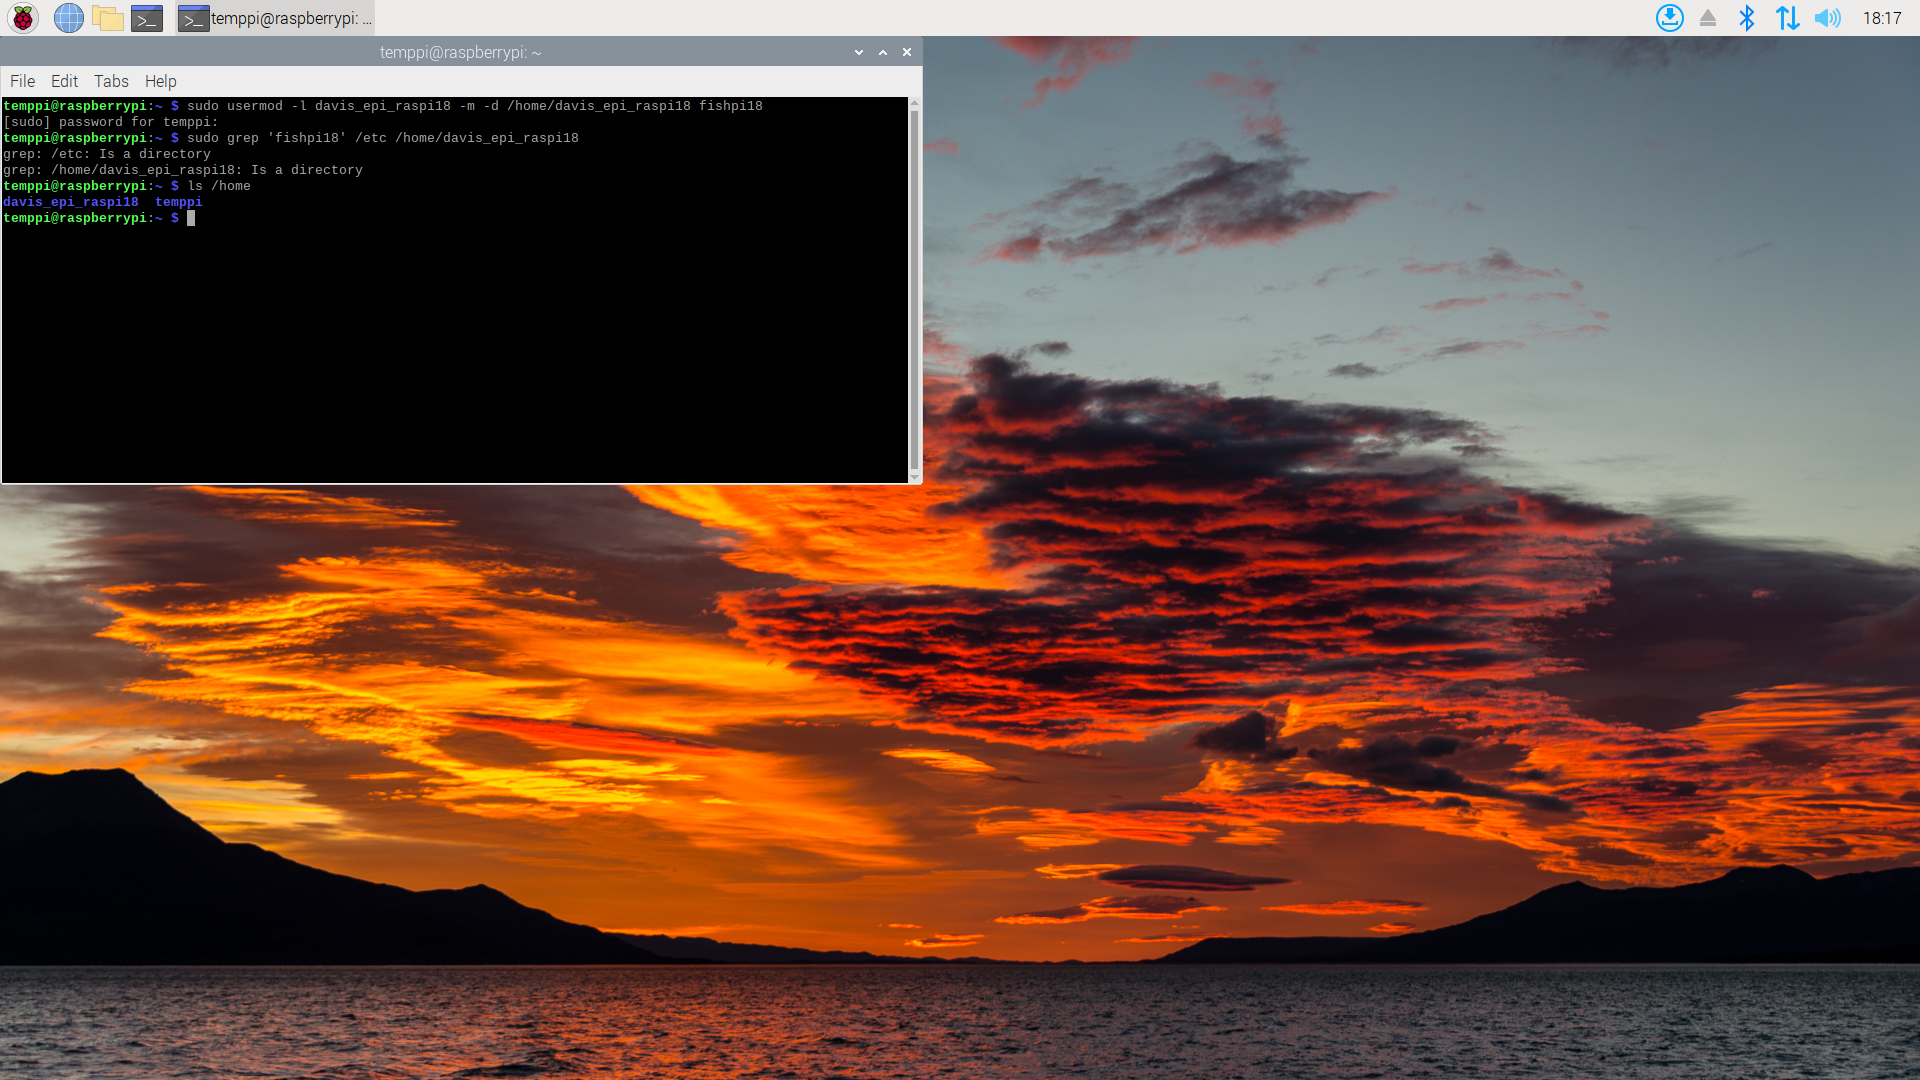 temppi@raspberrypi: ...
18:17
temppi@raspberrypi: ~
File Edit Tabs Help
temppi@raspberrypi:~ $ sudo usermod -l davis_epi_raspi18 -m -d /home/davis_epi_raspi18 fishpi18
[sudo] password for temppi:
temppi@raspberrypi:~ $ sudo grep 'fishpi18' /etc /home/davis_epi_raspi18
grep: /etc: Is a directory
grep: /home/davis_epi_raspi18: Is a directory
temppi@raspberrypi:~ $ ls /home
davis_epi_raspi18  temppi
temppi@raspberrypi:~ $